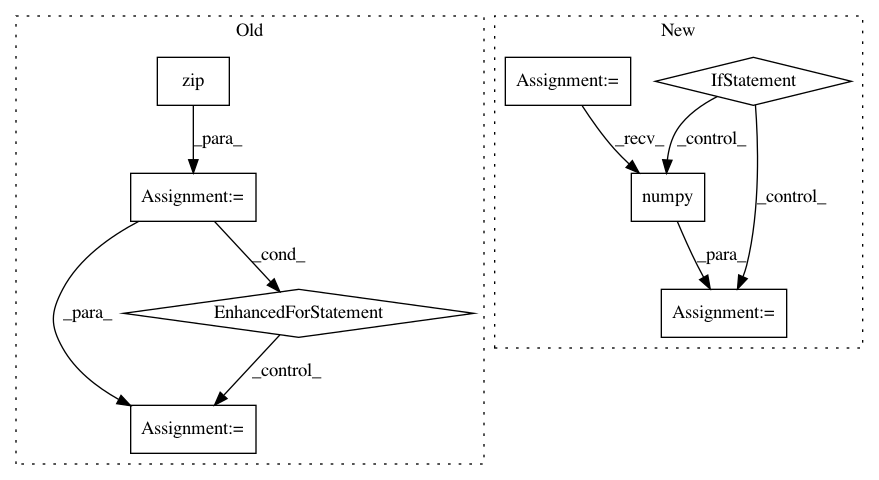 Old
zip
_para_
Assignment:=
_cond_
_para_
EnhancedForStatement
_control_
Assignment:=
New
Assignment:=
IfStatement
_recv_
_control_
numpy
_control_
_para_
Assignment:=